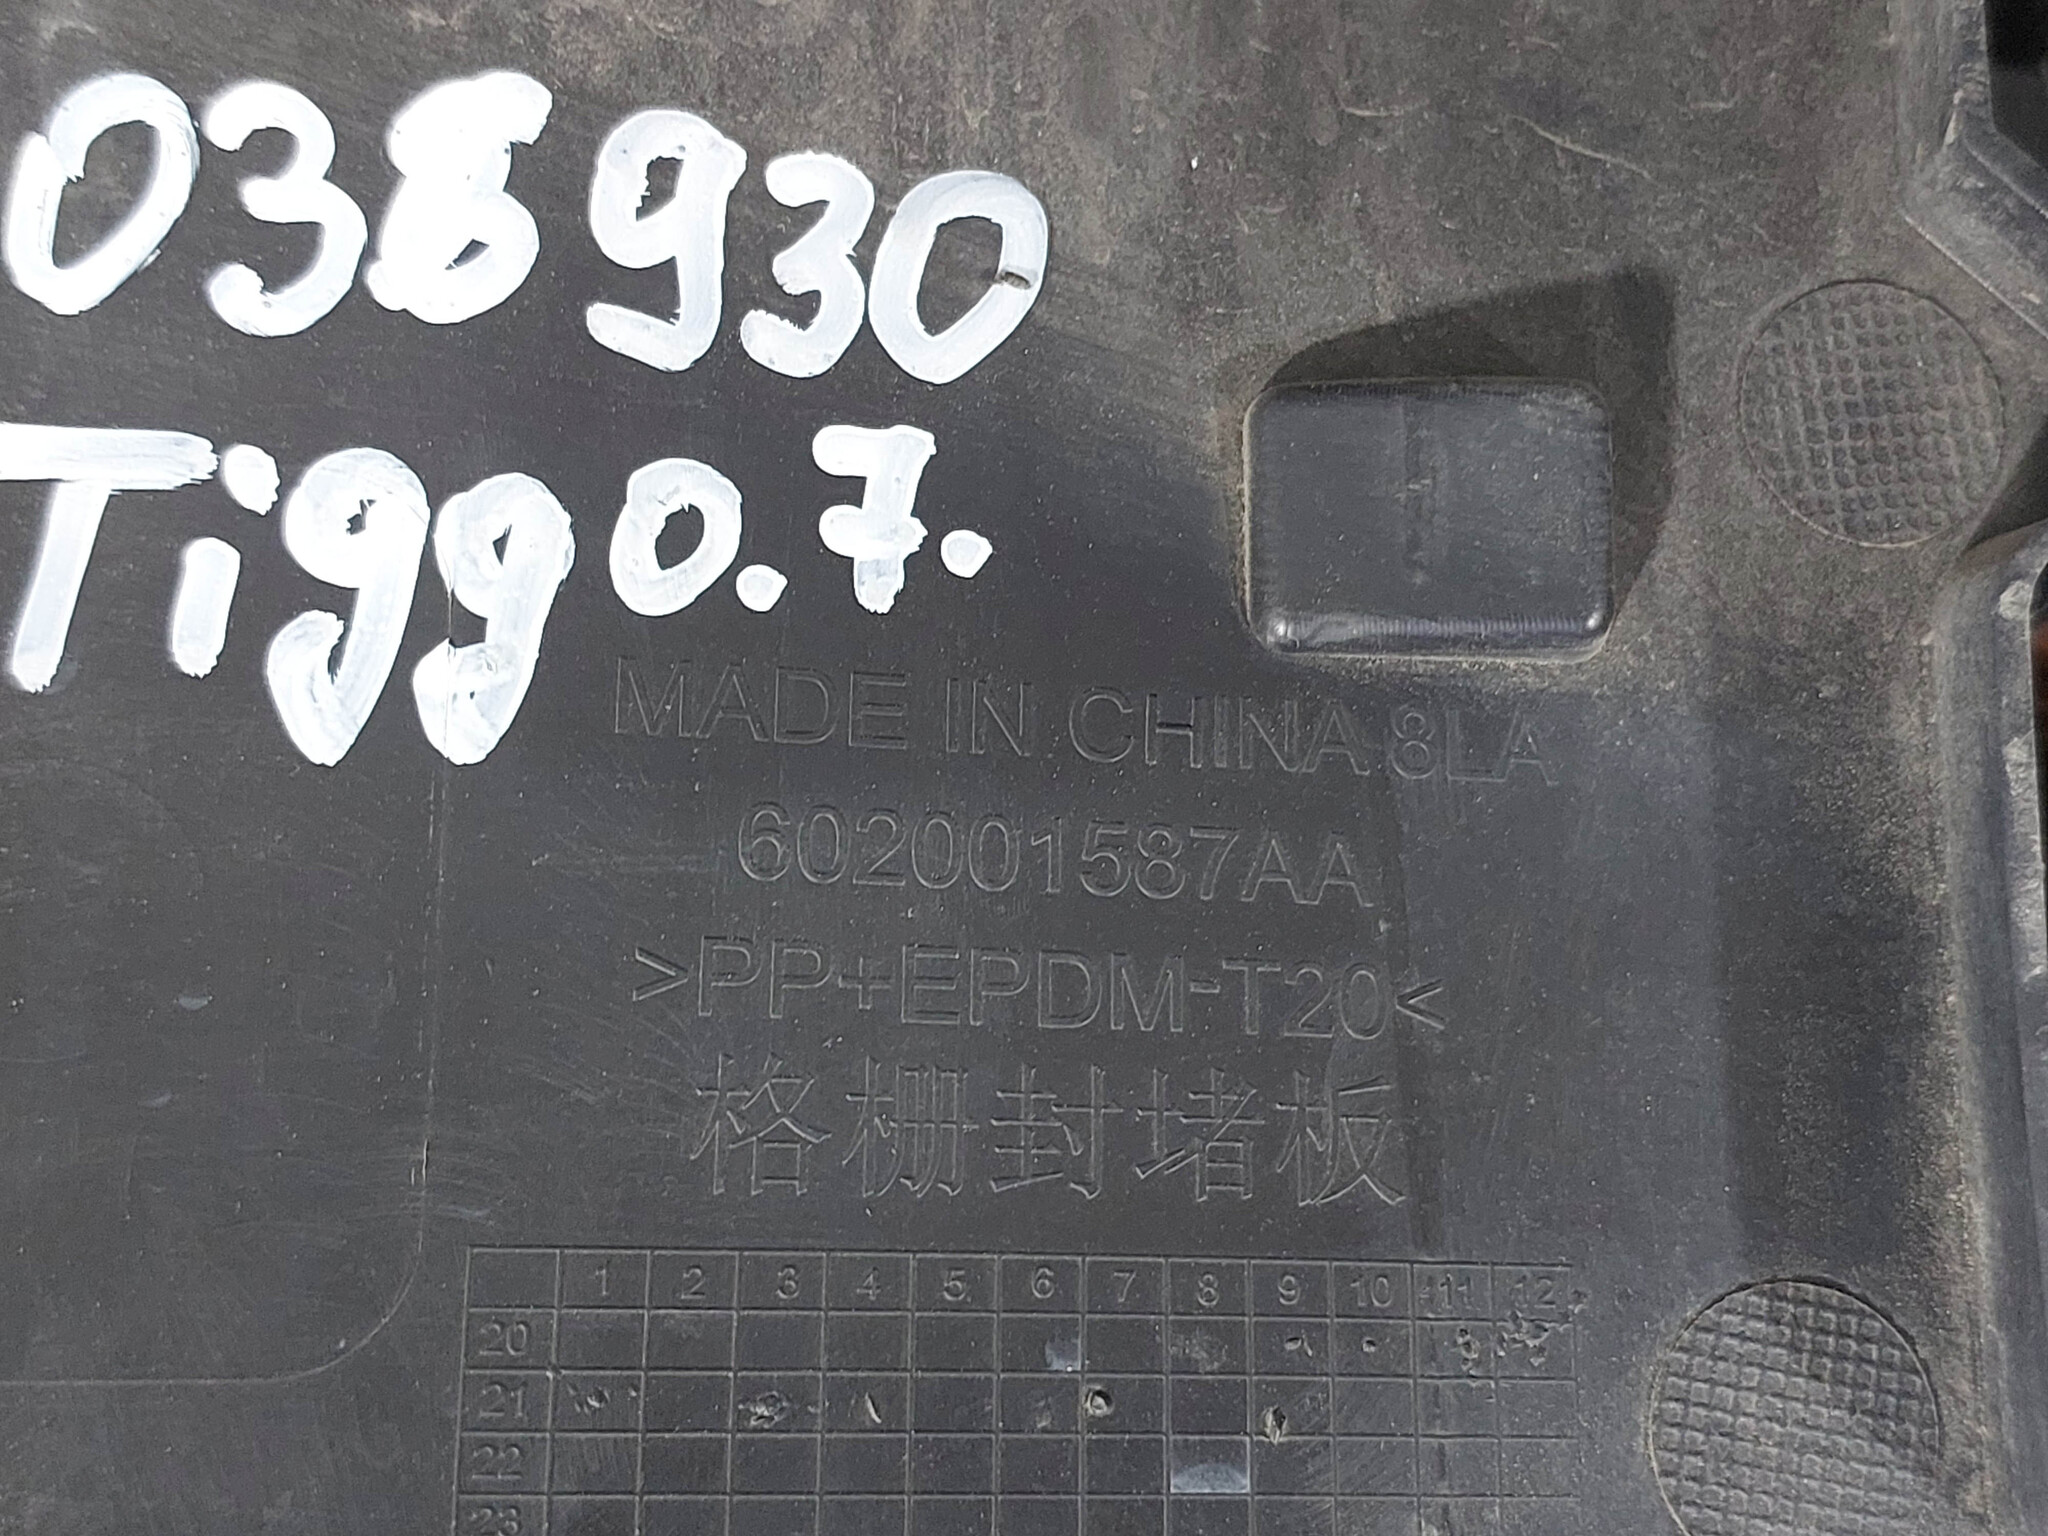 038930
Tiggo.7.
MADE IN CHINA 8LA
602001587AA
>PP+EPDM-T20<
格栅封堵板
1 2 3 4 5 6 7 8 9 10 11 12
20
21
22
23